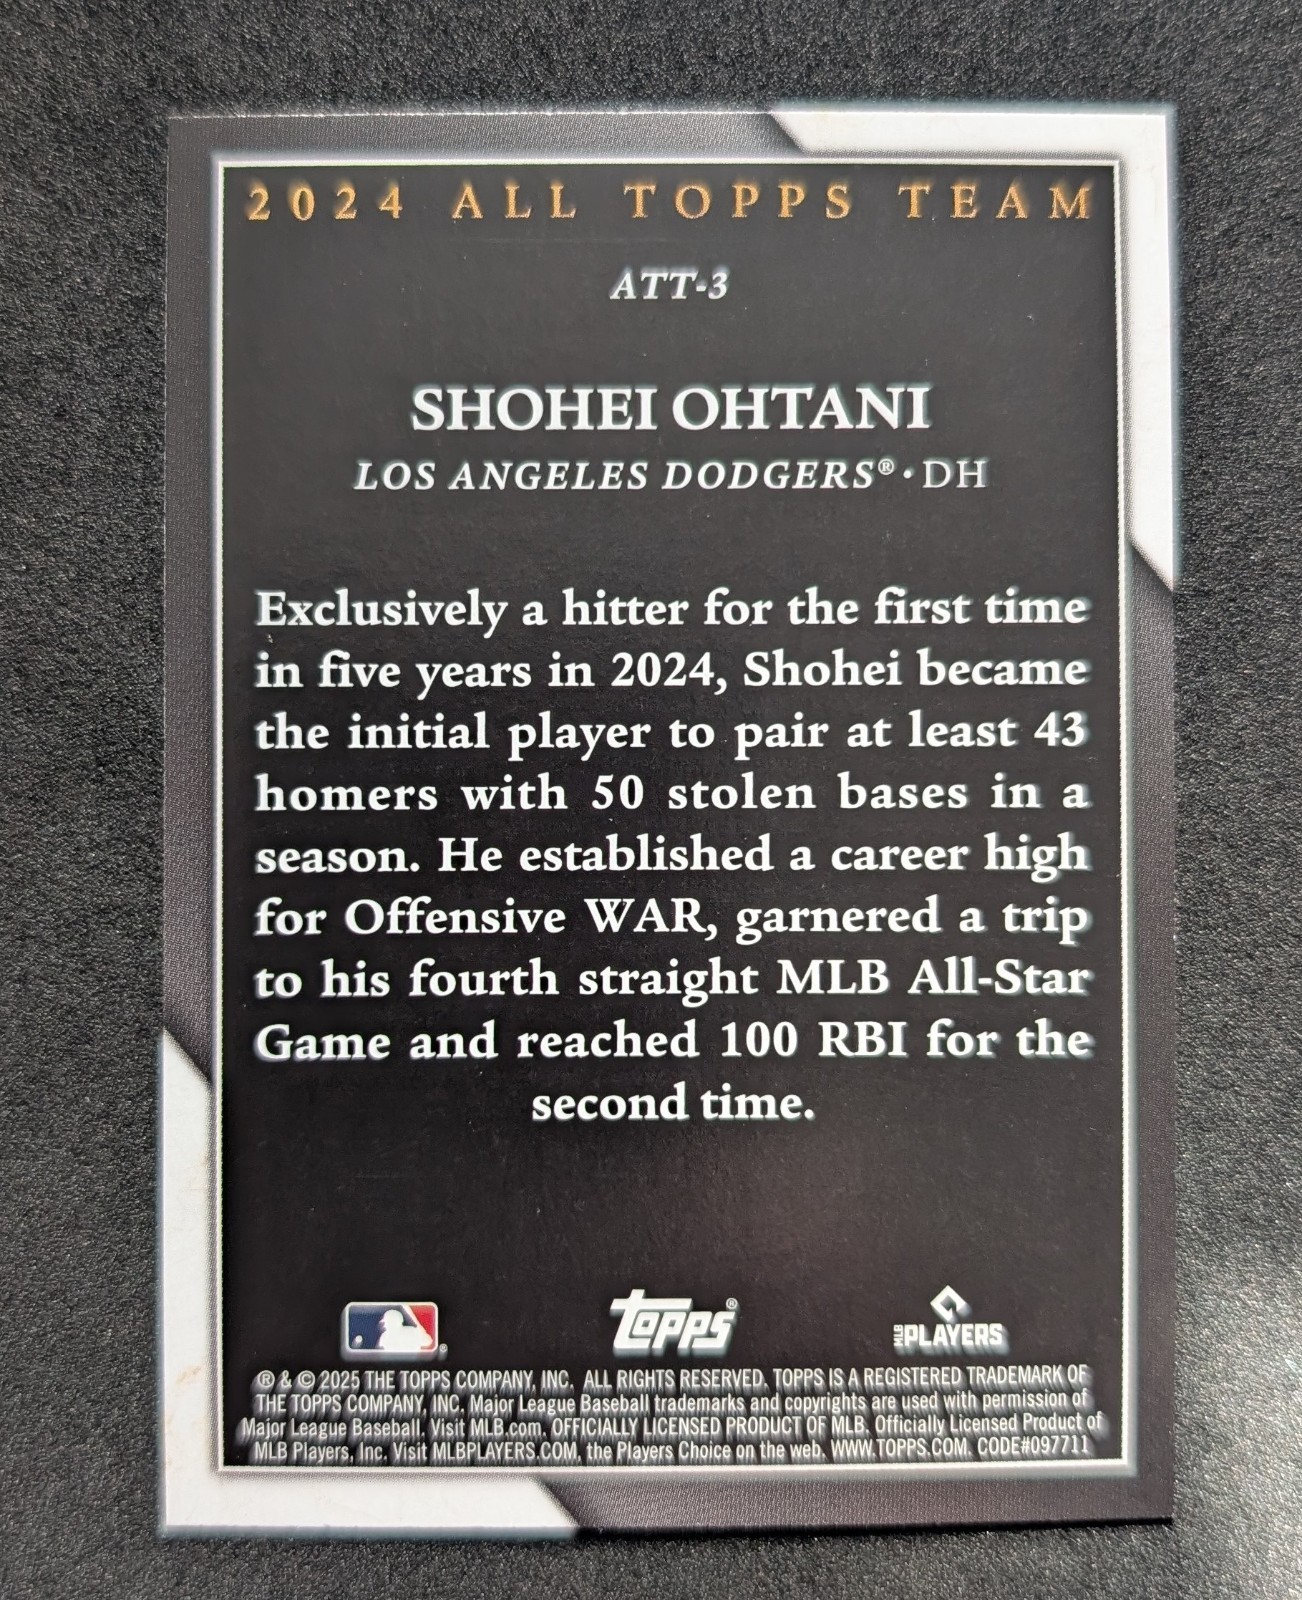 2024 ALL TOPPS TEAM
ATT-3
SHOHEI OHTANI
LOS ANGELES DODGERS® • DH
Exclusively a hitter for the first time
in five years in 2024, Shohei became
the initial player to pair at least 43
homers with 50 stolen bases in a
season. He established a career high
for Offensive WAR, garnered a trip
to his fourth straight MLB All-Star
Game and reached 100 RBI for the
second time.
Topps®
MLB PLAYERS
® & © 2025 THE TOPPS COMPANY, INC. ALL RIGHTS RESERVED. TOPPS IS A REGISTERED TRADEMARK OF
THE TOPPS COMPANY, INC. Major League Baseball trademarks and copyrights are used with permission of
Major League Baseball. Visit MLB.com. OFFICIALLY LICENSED PRODUCT OF MLB. Officially Licensed Product of
MLB Players, Inc. Visit MLBPLAYERS.COM, the Players Choice on the web. WWW.TOPPS.COM. CODE#097711